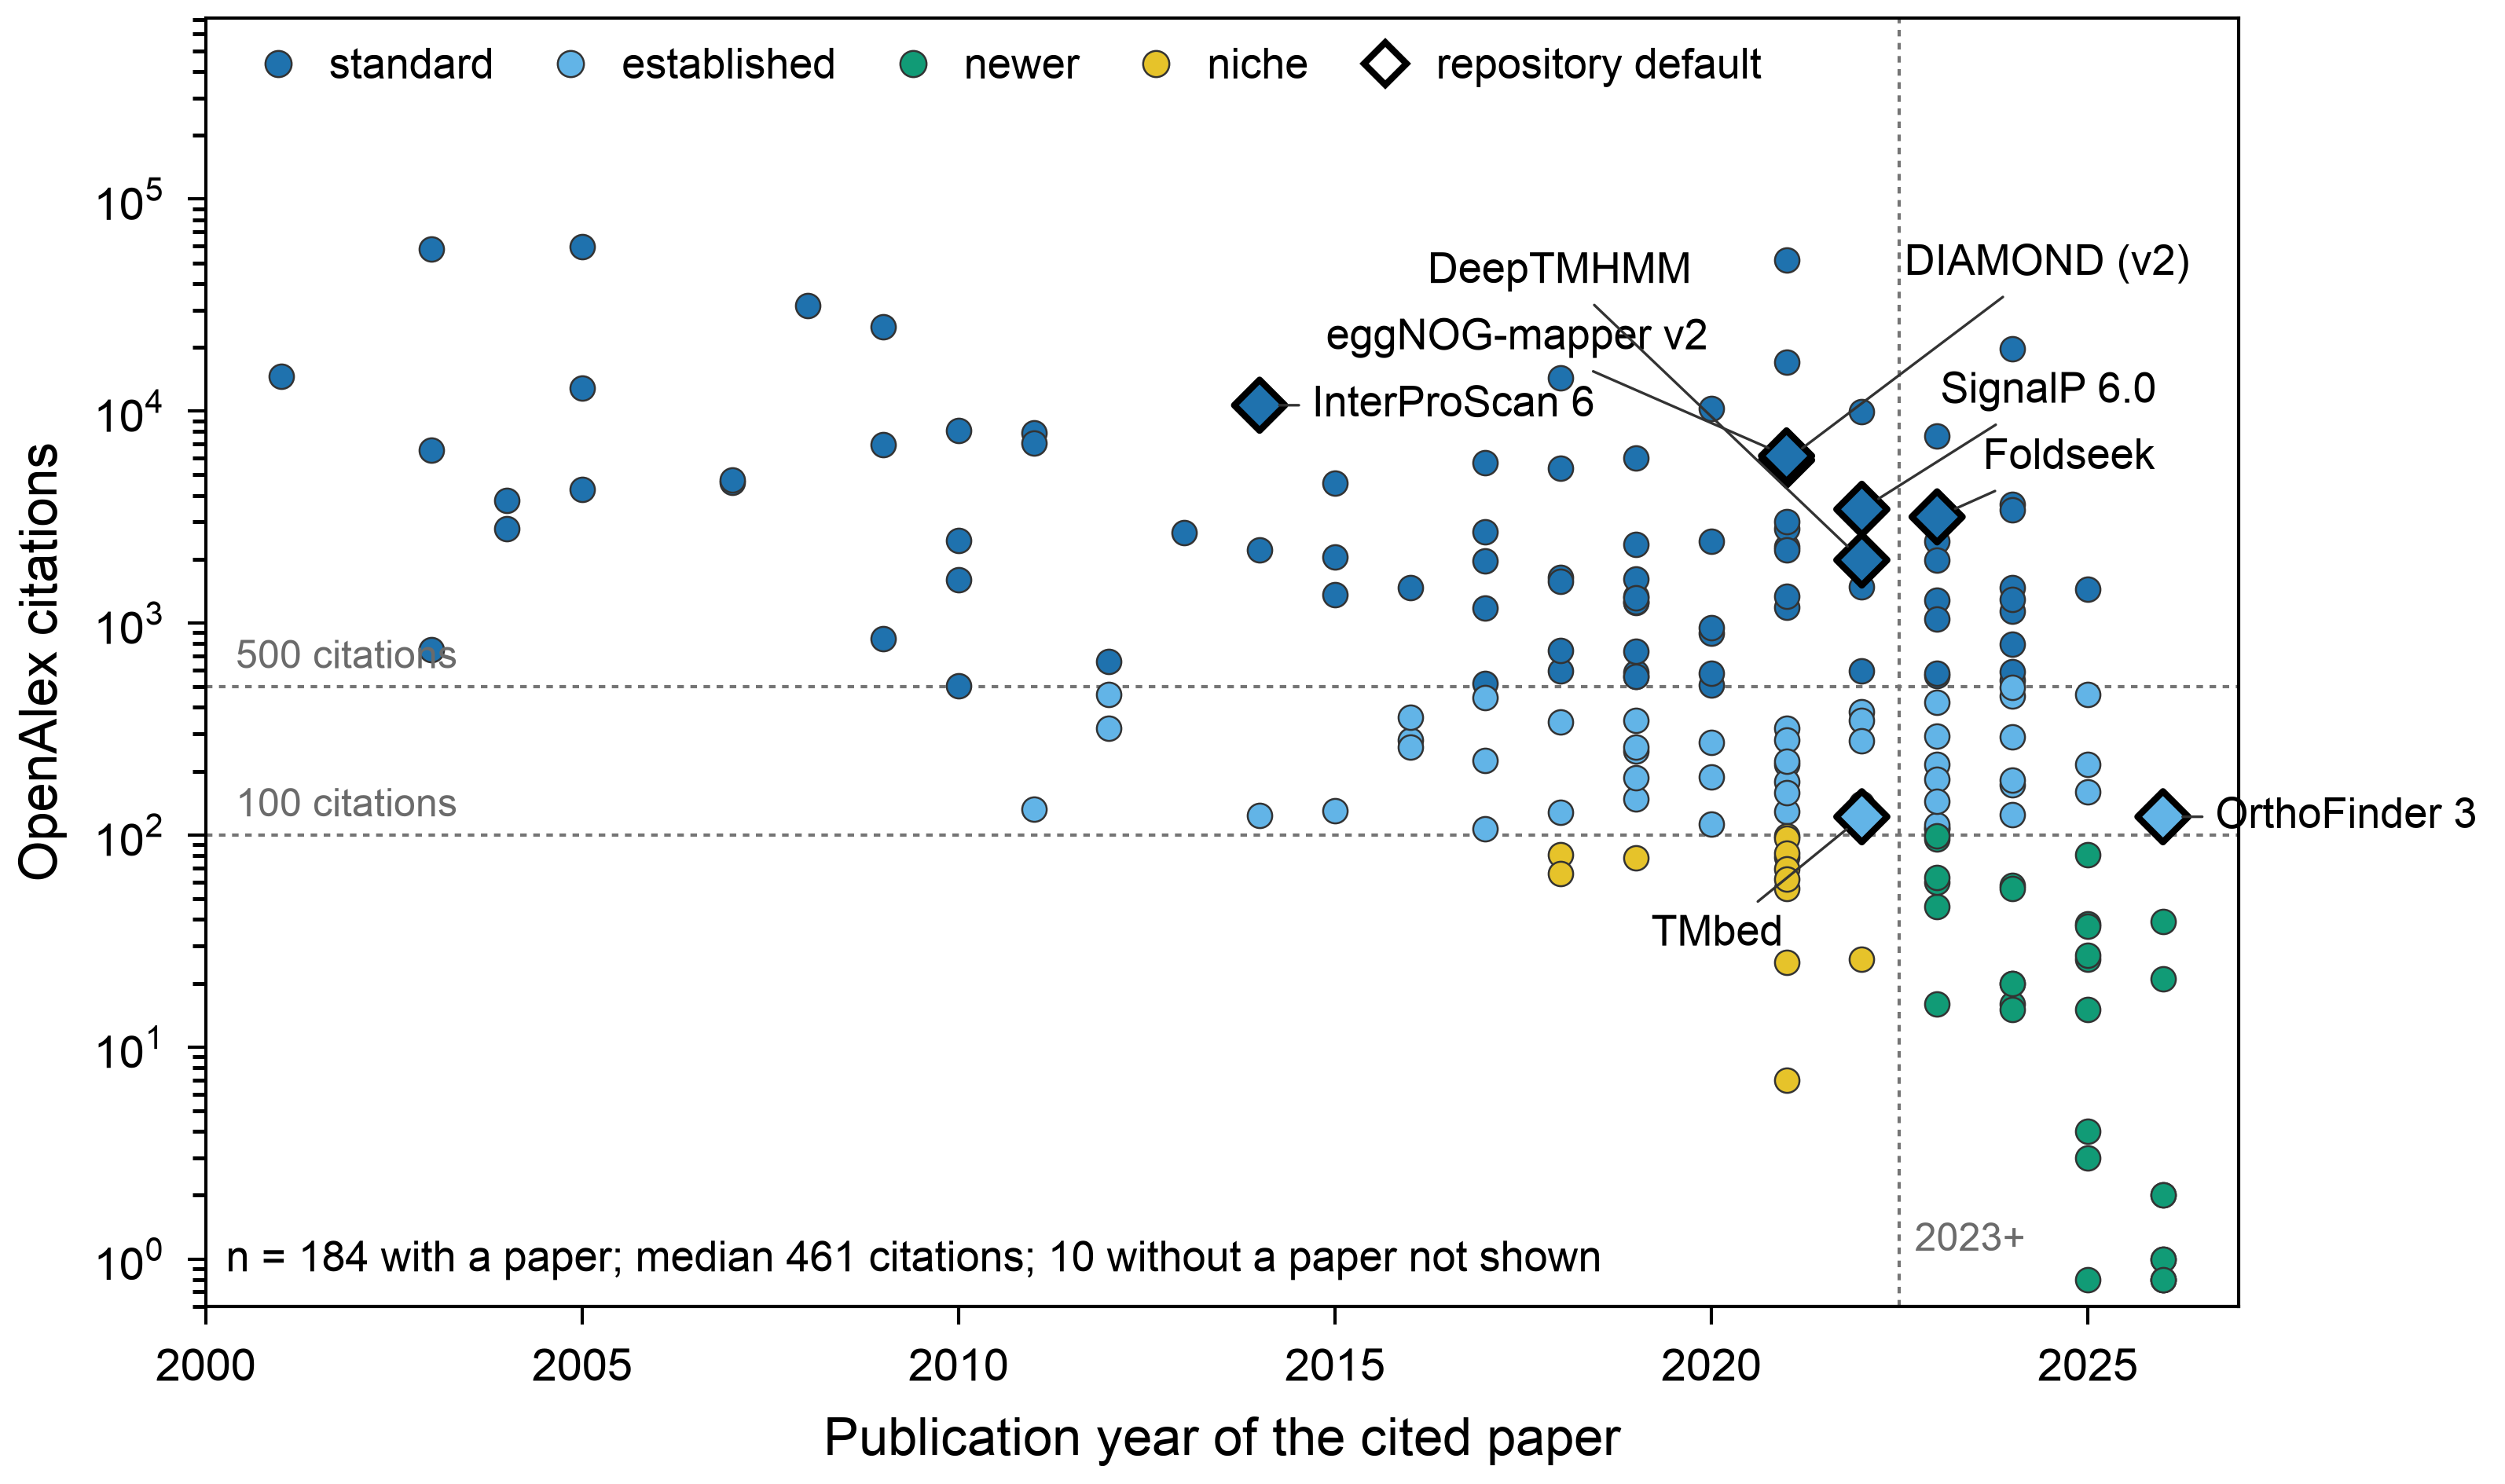 standard
established
newer
niche
repository default
10^5
10^4
10^3
10^2
10^1
10^0
OpenAlex citations
DeepTMHMM
DIAMOND (v2)
eggNOG-mapper v2
SignalP 6.0
InterProScan 6
Foldseek
500 citations
100 citations
OrthoFinder 3
TMbed
2023+
n = 184 with a paper; median 461 citations; 10 without a paper not shown
2000
2005
2010
2015
2020
2025
Publication year of the cited paper